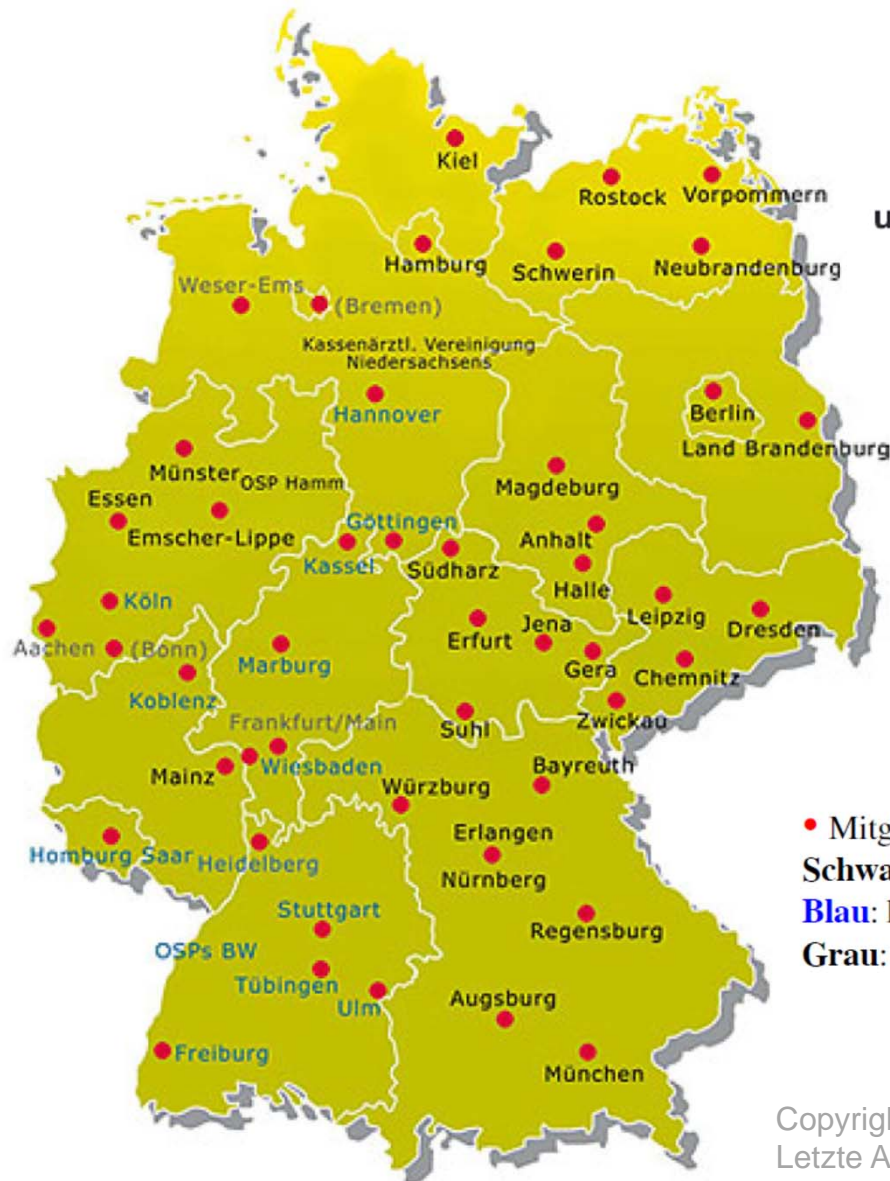 Kiel
Rostock
Vorpommern
u
Hamburg
Schwerin
Neubrandenburg
Weser-Ems
(Bremen)
Kassenärztl. Vereinigung
Niedersachsens
Hannover
Berlin
Land Brandenburg
Münster
OSP Hamm
Magdeburg
Essen
Emscher-Lippe
Göttingen
Anhalt
Kassel
Südharz
Halle
Köln
Leipzig
Dresden
Jena
Erfurt
Aachen
(Bonn)
Marburg
Gera
Chemnitz
Koblenz
Zwickau
Frankfurt/Main
Suhl
Mainz
Wiesbaden
Bayreuth
Würzburg
Erlangen
Nürnberg
Homburg Saar
Heidelberg
Stuttgart
Regensburg
OSPs BW
Tübingen
Ulm
Augsburg
Freiburg
München
• Mitg
Schwa
Blau:
Grau:
Copyrigh
Letzte A